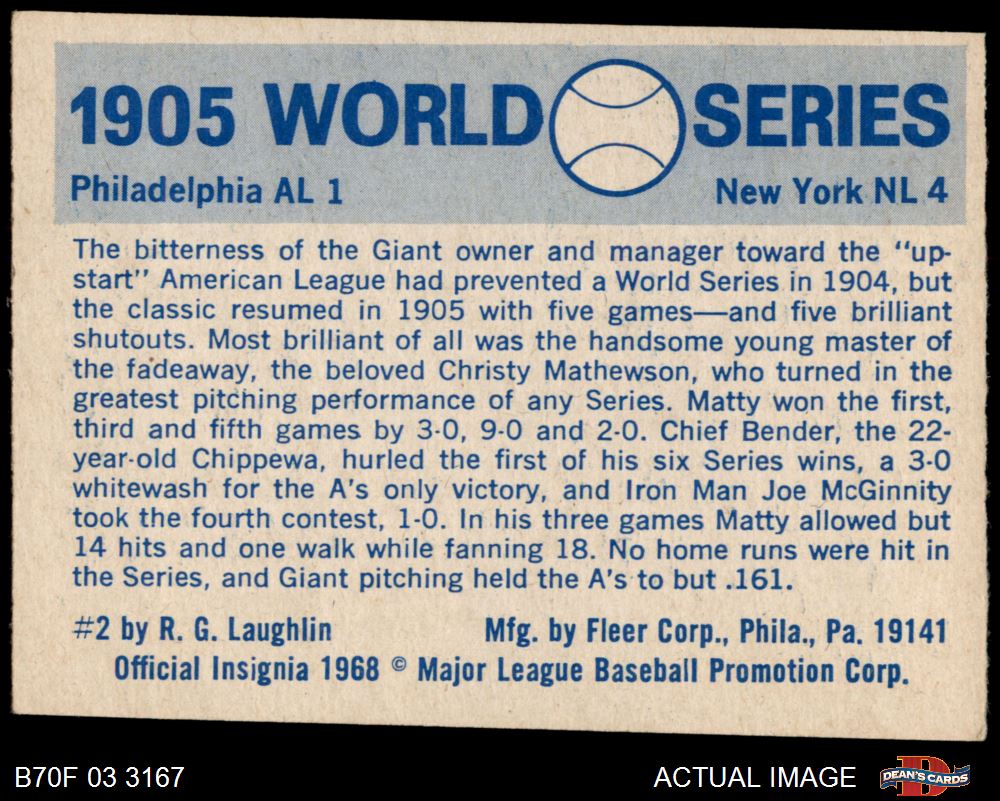 1905 WORLD SERIES
Philadelphia AL 1 New York NL 4
The bitterness of the Giant owner and manager toward the “up-
start” American League had prevented a World Series in 1904, but
the classic resumed in 1905 with five games—and five brilliant
shutouts. Most brilliant of all was the handsome young master of
the fadeaway, the beloved Christy Mathewson, who turned in the
greatest pitching performance of any Series. Matty won the first,
third and fifth games by 3-0, 9-0 and 2-0. Chief Bender, the 22-
year-old Chippewa, hurled the first of his six Series wins, a 3-0
whitewash for the A's only victory, and Iron Man Joe McGinnity
took the fourth contest, 1-0. In his three games Matty allowed but
14 hits and one walk while fanning 18. No home runs were hit in
the Series, and Giant pitching held the A's to but .161.
#2 by R. G. Laughlin Mfg. by Fleer Corp., Phila., Pa. 19141
Official Insignia 1968 © Major League Baseball Promotion Corp.
B70F 03 3167 ACTUAL IMAGE DEAN'S CARDS